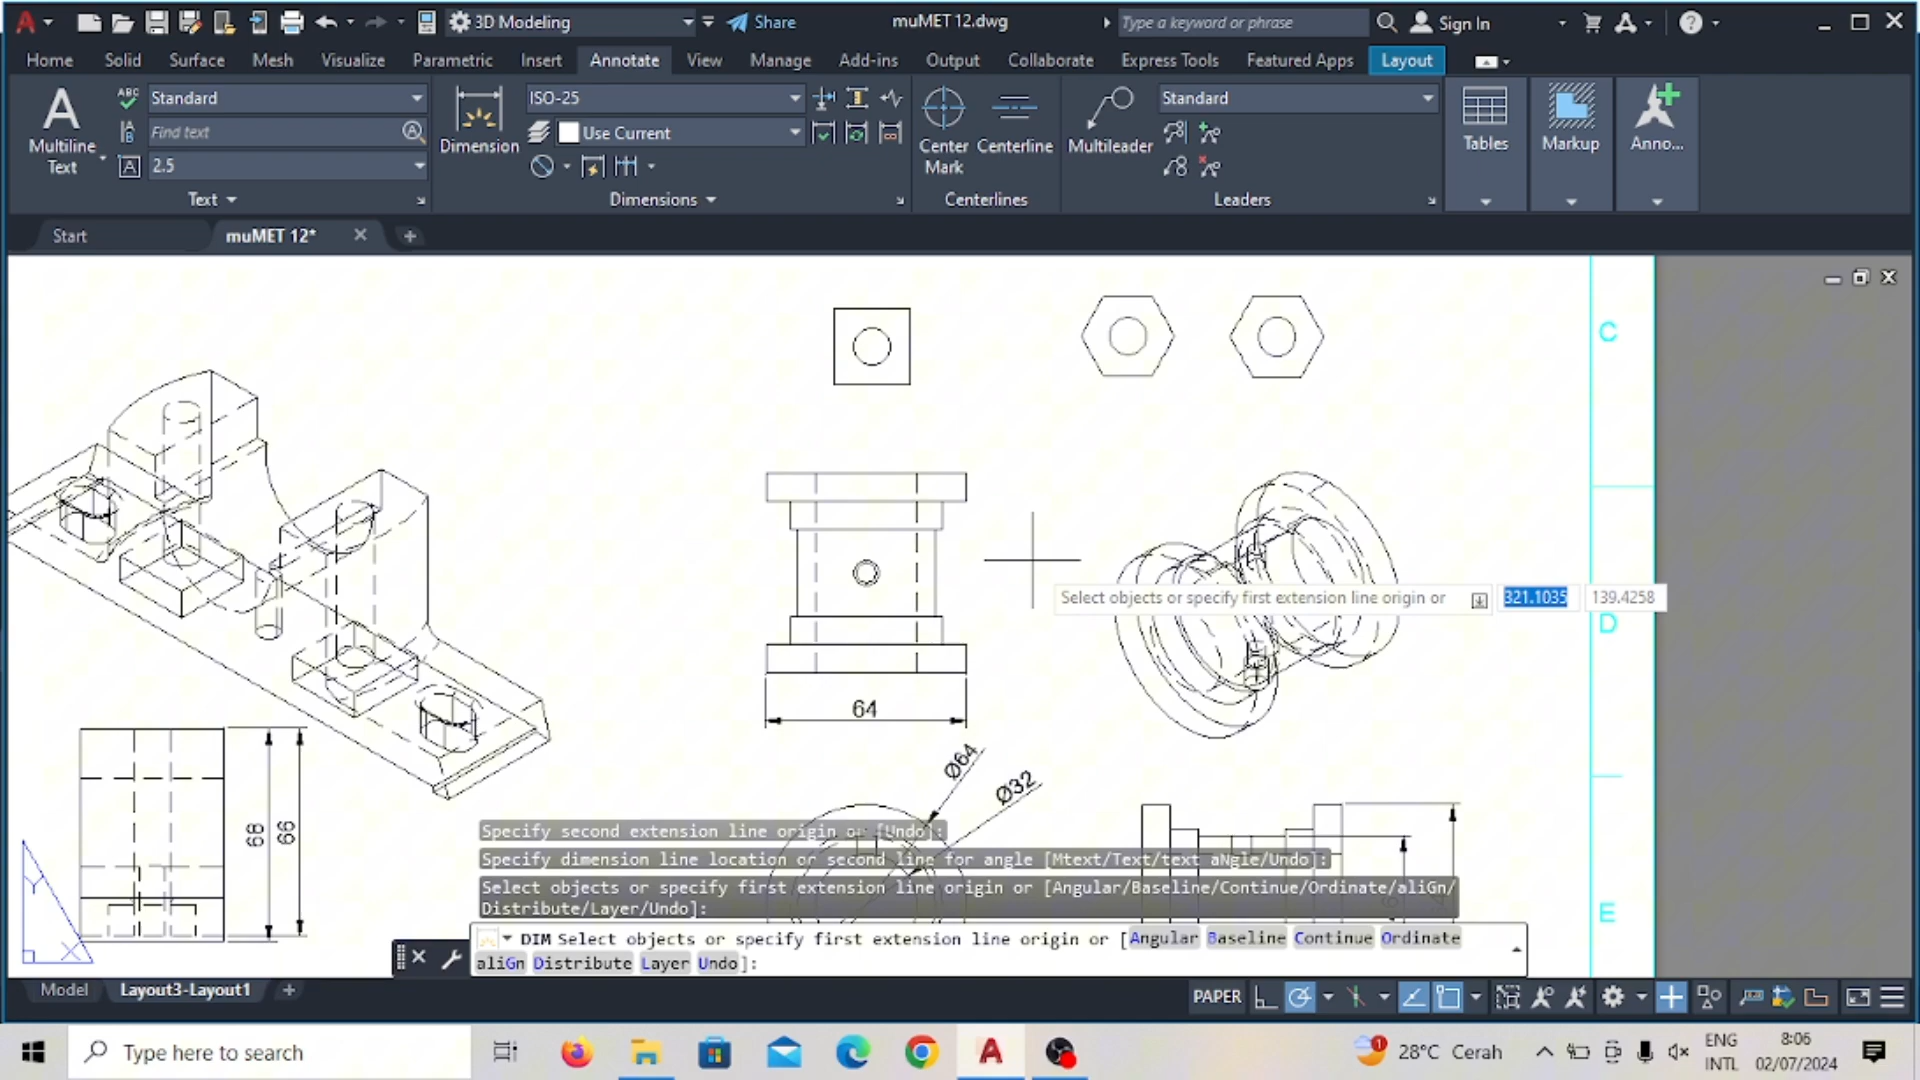 3D Modeling
Share
muMET 12.dwg
Type a keyword or phrase
Sign In
Home Solid Surface Mesh Visualize Parametric Insert Annotate View Manage Add-ins Output Collaborate Express Tools Featured Apps Layout
Multiline
Text
ABC
Standard
Find text
2.5
Dimension
ISO-25
Use Current
Center
Mark
Centerline
Multileader
Standard
Tables
Markup
Anno...
Text
Dimensions
Centerlines
Leaders
Start
muMET 12*
C
Select objects or specify first extension line origin or 321.1035 139.4258
D
64
Ø64
Ø32
68
66
Y
X
E
Specify second extension line origin or [Undo]:
Specify dimension line location or second line for angle [Mtext/Text/text aNgle/Undo]:
Select objects or specify first extension line origin or [Angular/Baseline/Continue/Ordinate/aliGn/
Distribute/Layer/Undo]:
DIM Select objects or specify first extension line origin or [Angular Baseline Continue Ordinate
aliGn Distribute Layer Undo]:
Model
Layout3-Layout1
PAPER
Type here to search
28°C Cerah
ENG
INTL
8:06
02/07/2024